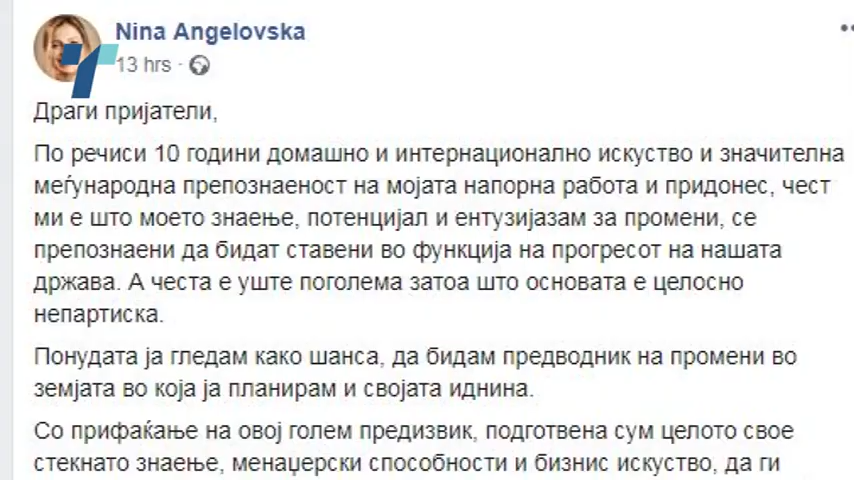 Nina Angelovska
13 hrs ·
Драги пријатели,
По речиси 10 години домашно и интернационално искуство и значителна
меѓународна препознаеност на мојата напорна работа и придонес, чест
ми е што моето знаење, потенцијал и ентузијазам за промени, се
препознаени да бидат ставени во функција на прогресот на нашата
држава. А честа е уште поголема затоа што основата е целосно
непартиска.
Понудата ја гледам како шанса, да бидам предводник на промени во
земјата во која ја планирам и својата иднина.
Со прифаќање на овој голем предизвик, подготвена сум целото свое
стекнато знаење, менаџерски способности и бизнис искуство, да ги